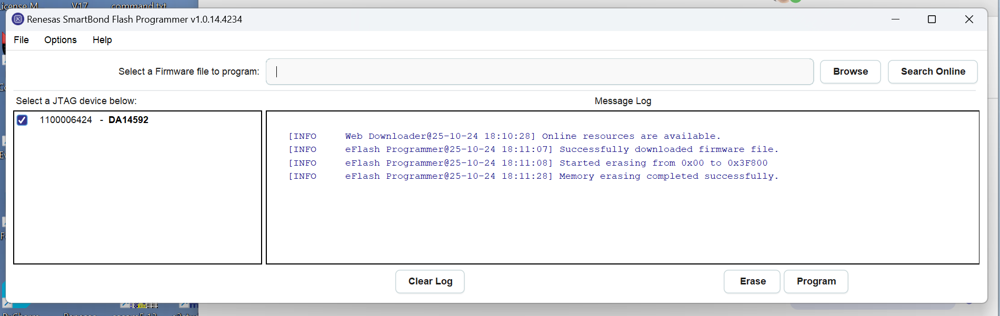 License M... V17 command.txt
Renesas SmartBond Flash Programmer v1.0.14.4234
File Options Help
Select a Firmware file to program: Browse Search Online
Select a JTAG device below: Message Log
1100006424 - DA14592
[INFO Web Downloader@25-10-24 18:10:28] Online resources are available.
[INFO eFlash Programmer@25-10-24 18:11:07] Successfully downloaded firmware file.
[INFO eFlash Programmer@25-10-24 18:11:08] Started erasing from 0x00 to 0x3F800
[INFO eFlash Programmer@25-10-24 18:11:28] Memory erasing completed successfully.
Clear Log Erase Program